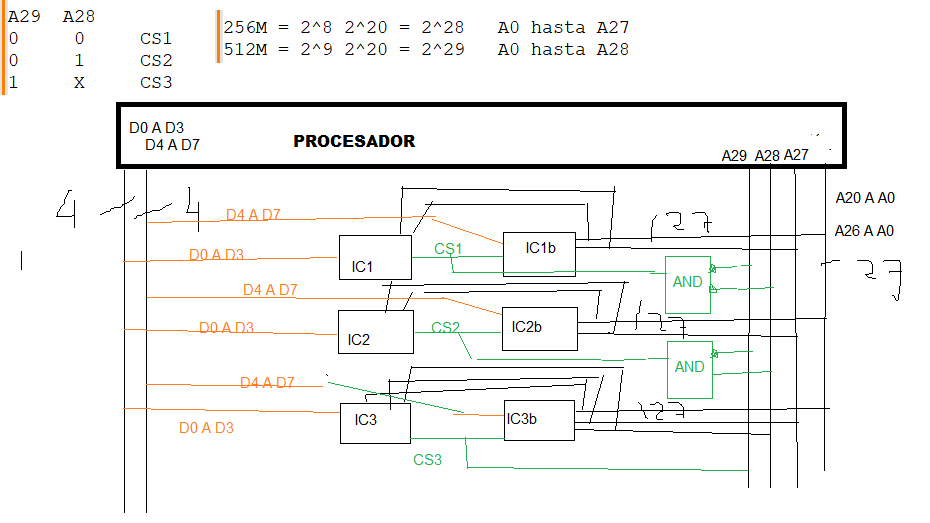 A29 A28
0 0 CS1
0 1 CS2
1 X CS3
256M = 2^8 2^20 = 2^28 A0 hasta A27
512M = 2^9 2^20 = 2^29 A0 hasta A28
D0 A D3
D4 A D7
PROCESADOR
A29 A28 A27
A20 A A0
A26 A A0
4 4
D4 A D7
D0 A D3
IC1
CS1
IC1b
127
AND
27
D4 A D7
D0 A D3
IC2
CS2
IC2b
127
AND
D4 A D7
D0 A D3
IC3
CS3
IC3b
127